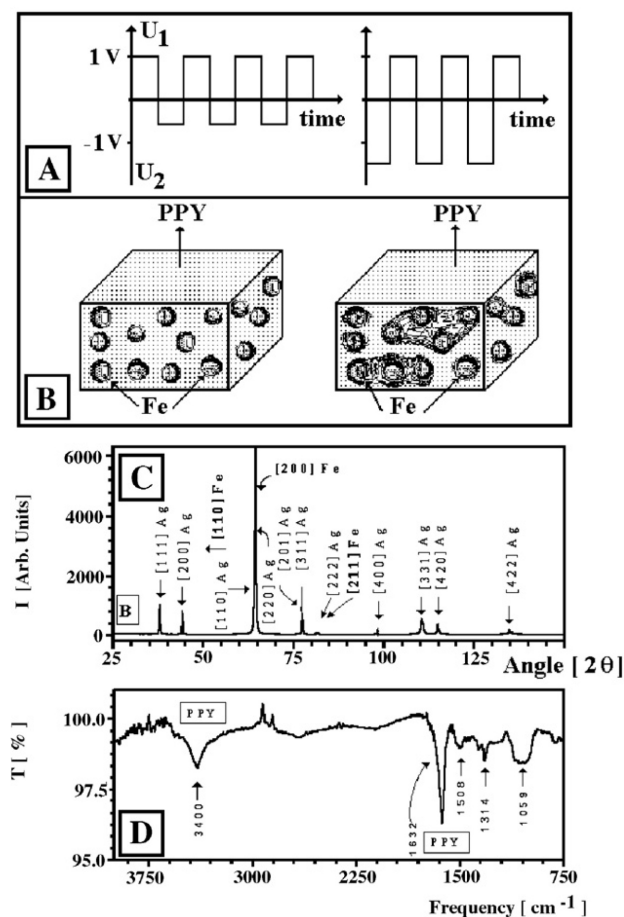 U1
1 V
time
time
-1V
U2
A
PPY
PPY
Fe
Fe
B
6000
4000
2000
0
I [Arb. Units]
C
[200] Fe
[111] Ag
[200] Ag
[110] Fe
[110] Ag
[220] Ag
[201] Ag
[311] Ag
[222] Ag
[211] Fe
[400] Ag
[331] Ag
[420] Ag
[422] Ag
B
25
50
75
100
125
Angle [ 2θ]
100.0
97.5
95.0
T [ % ]
PPY
3400
1632
PPY
1508
1314
1059
D
3750
3000
2250
1500
750
Frequency [ cm -1 ]